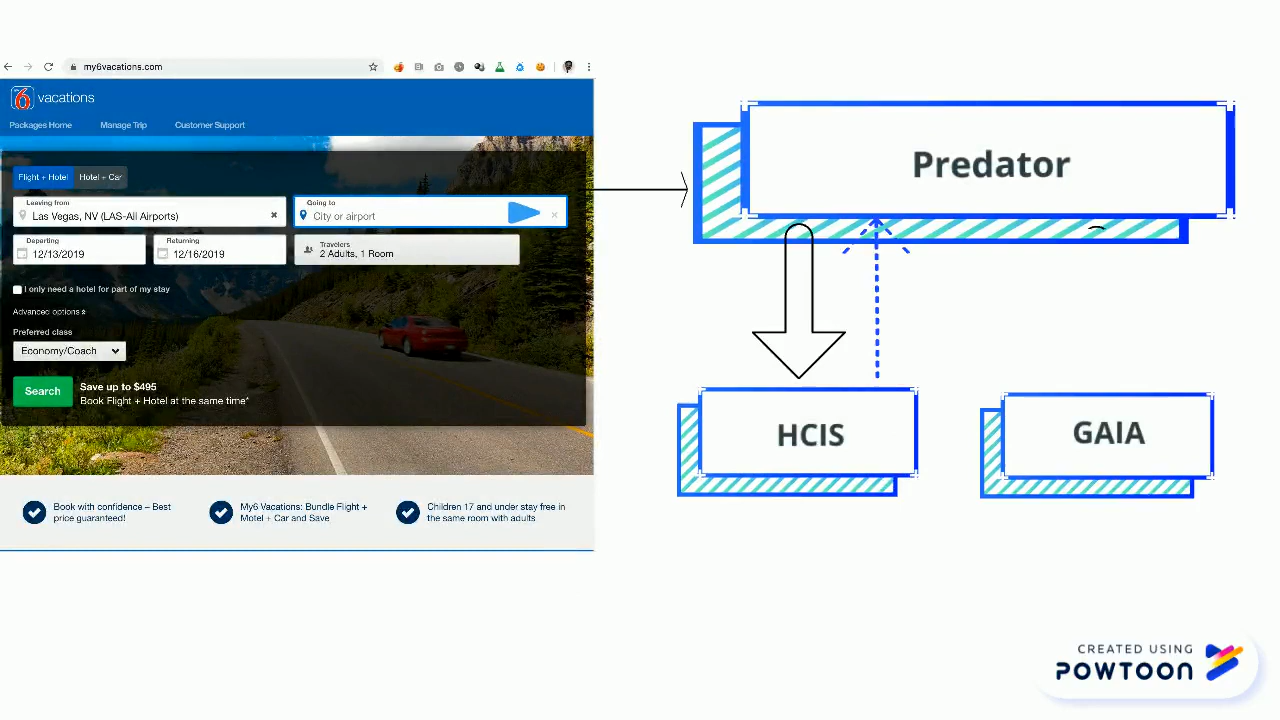 my6vacations.com
6 vacations
Packages Home Manage Trip Customer Support
Flight + Hotel Hotel + Car
Leaving from
Las Vegas, NV (LAS-All Airports)
Going to
City or airport
Departing
12/13/2019
Returning
12/16/2019
Travelers
2 Adults, 1 Room
I only need a hotel for part of my stay
Advanced options
Preferred class
Economy/Coach
Search
Save up to $495
Book Flight + Hotel at the same time*
Book with confidence – Best
price guaranteed!
My6 Vacations: Bundle Flight +
Motel + Car and Save
Children 17 and under stay free in
the same room with adults
Predator
HCIS
GAIA
CREATED USING
POWTOON